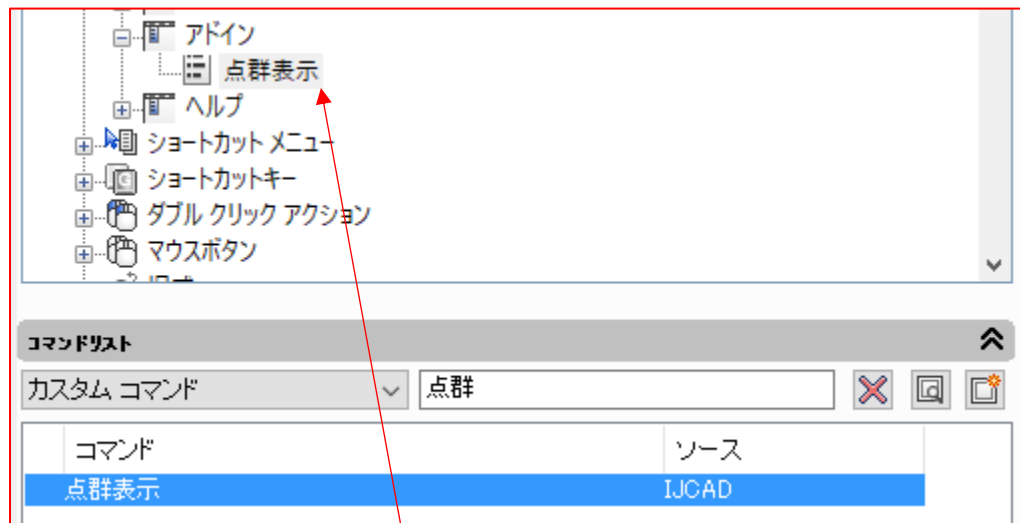 アドイン
点群表示
ヘルプ
ショートカット メニュー
ショートカットキー
ダブル クリック アクション
マウスボタン
コマンドリスト
カスタム コマンド 点群
コマンド ソース
点群表示 IJCAD